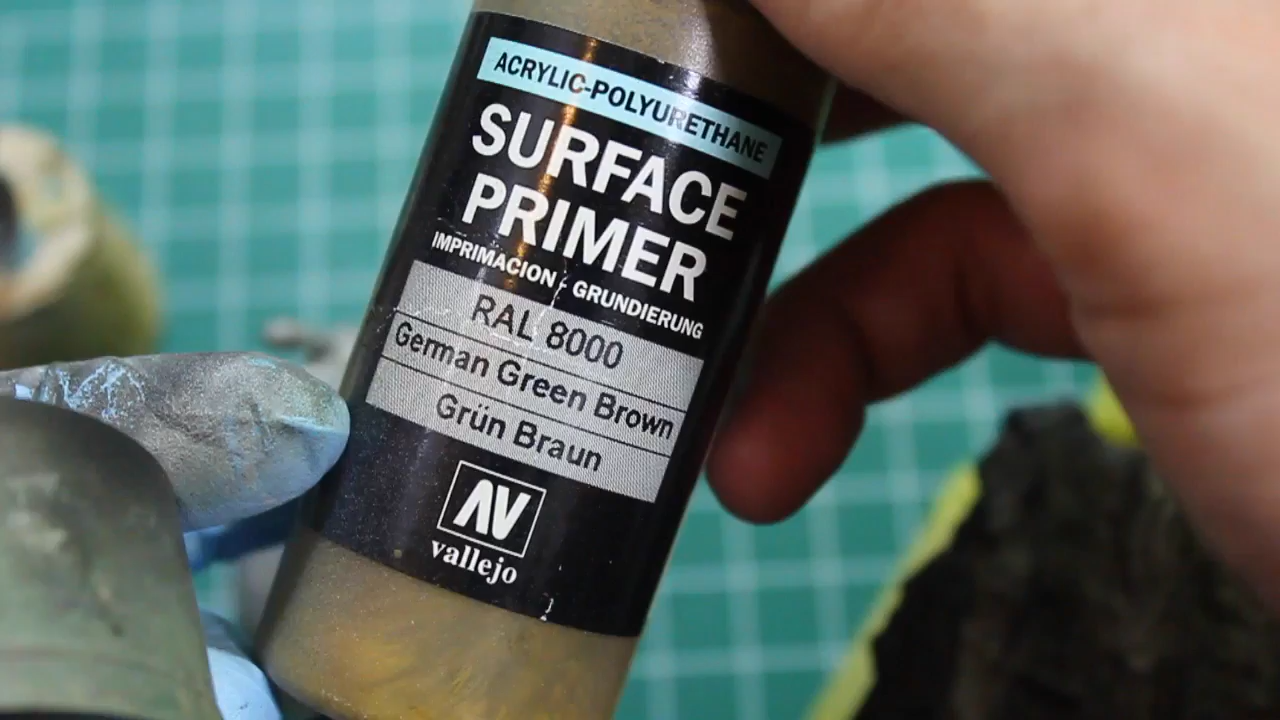 ACRYLIC-POLYURETHANE
SURFACE
PRIMER
IMPRIMACION - GRUNDIERUNG
RAL 8000
German Green Brown
Grün Braun
AV
vallejo